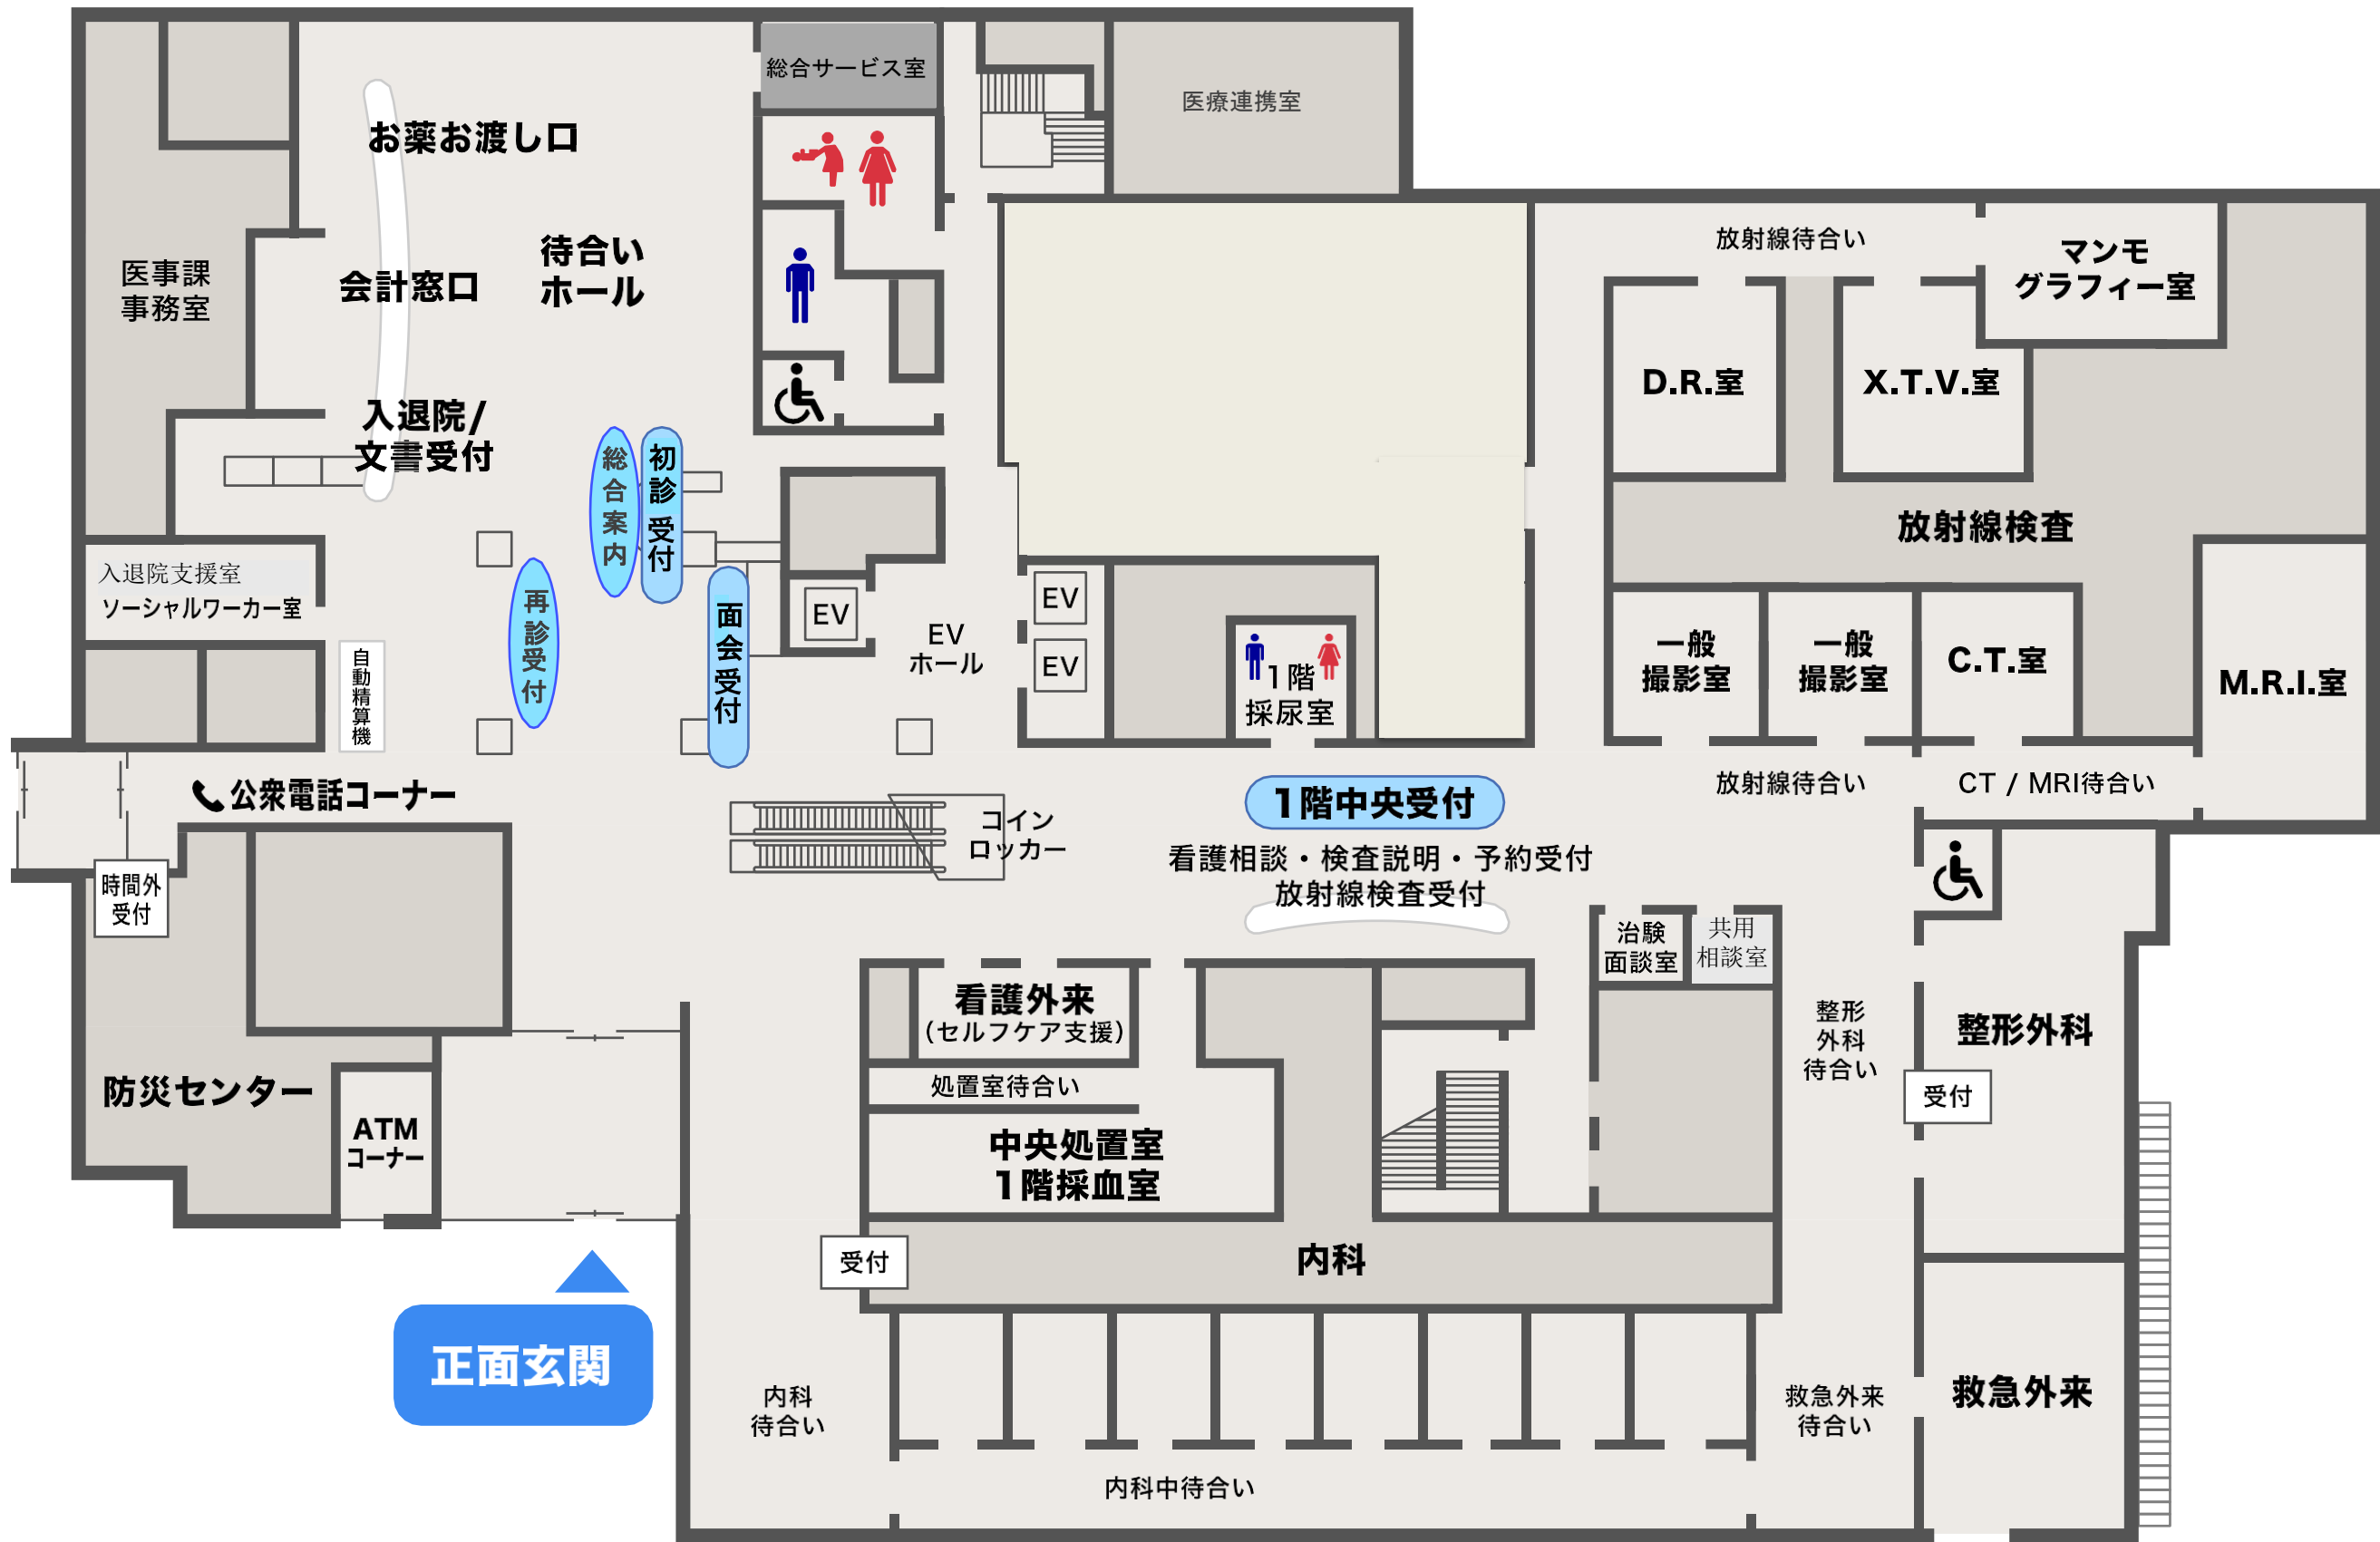 総合サービス室
医療連携室
お薬お渡し口
待合い
ホール
医事課
事務室
会計窓口
入退院/
文書受付
総合案内
初診受付
再診受付
面会受付
入退院支援室
ソーシャルワーカー室
自動精算機
EV
EV
ホール
EV
EV
1階
採尿室
放射線待合い
マンモ
グラフィー室
D.R.室
X.T.V.室
放射線検査
一般
撮影室
一般
撮影室
C.T.室
M.R.I.室
放射線待合い
CT / MRI待合い
公衆電話コーナー
時間外
受付
コイン
ロッカー
1階中央受付
看護相談・検査説明・予約受付
放射線検査受付
治験
面談室
共用
相談室
看護外来
（セルフケア支援）
処置室待合い
中央処置室
1階採血室
整形
外科
待合い
整形外科
受付
防災センター
ATM
コーナー
受付
内科
正面玄関
内科
待合い
内科中待合い
救急外来
待合い
救急外来